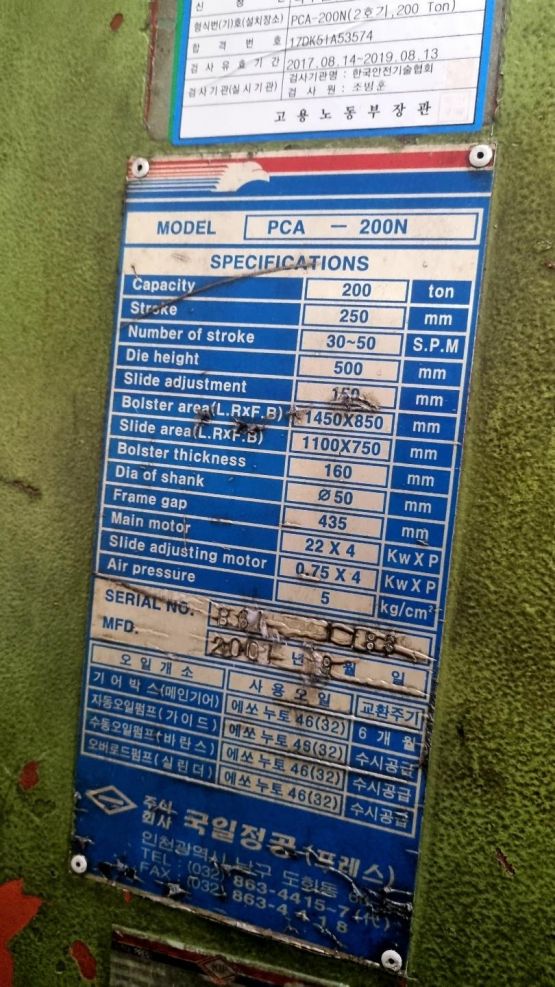 형식번(기)호(설치장소) PCA-200N(2호기,200 Ton)
합 격 번 호 17DK51A53574
검 사 유 효 기 간 2017.08.14~2019.08.13
검사기관(실시기관) 검사기관명 : 한국안전기술협회
검 사 원 : 조빙훈
고 용 노 동 부 장 관
MODEL PCA — 200N
SPECIFICATIONS
Capacity 200 ton
Stroke 250 mm
Number of stroke 30~50 S.P.M
Die height 500 mm
Slide adjustment 150 mm
Bolster area(L.RxF.B) 1450X850 mm
Slide area(L.RxF.B) 1100X750 mm
Bolster thickness 160 mm
Dia of shank Ø50 mm
Frame gap 435 mm
Main motor 22 X 4 KwXP
Slide adjusting motor 0.75 X 4 KwXP
Air pressure 5 kg/cm²
SERIAL NO.
MFD. 2001 년 9 월 일
오 일 개 소 사 용 오 일 교환주기
기 어 박 스(메인기어) 에쏘 누토 46(32) 6 개 월
자동오일펌프(가이드) 에쏘 누토 46(32) 수시공급
수동오일펌프(바란스) 에쏘 누토 46(32) 수시공급
오버로드펌프(실린더) 에쏘 누토 46(32) 수시공급
주식회사 국일정공(프레스)
인천광역시 남구 도화동
TEL : (032) 863-4415~7(代)
FAX : (032) 863-4418